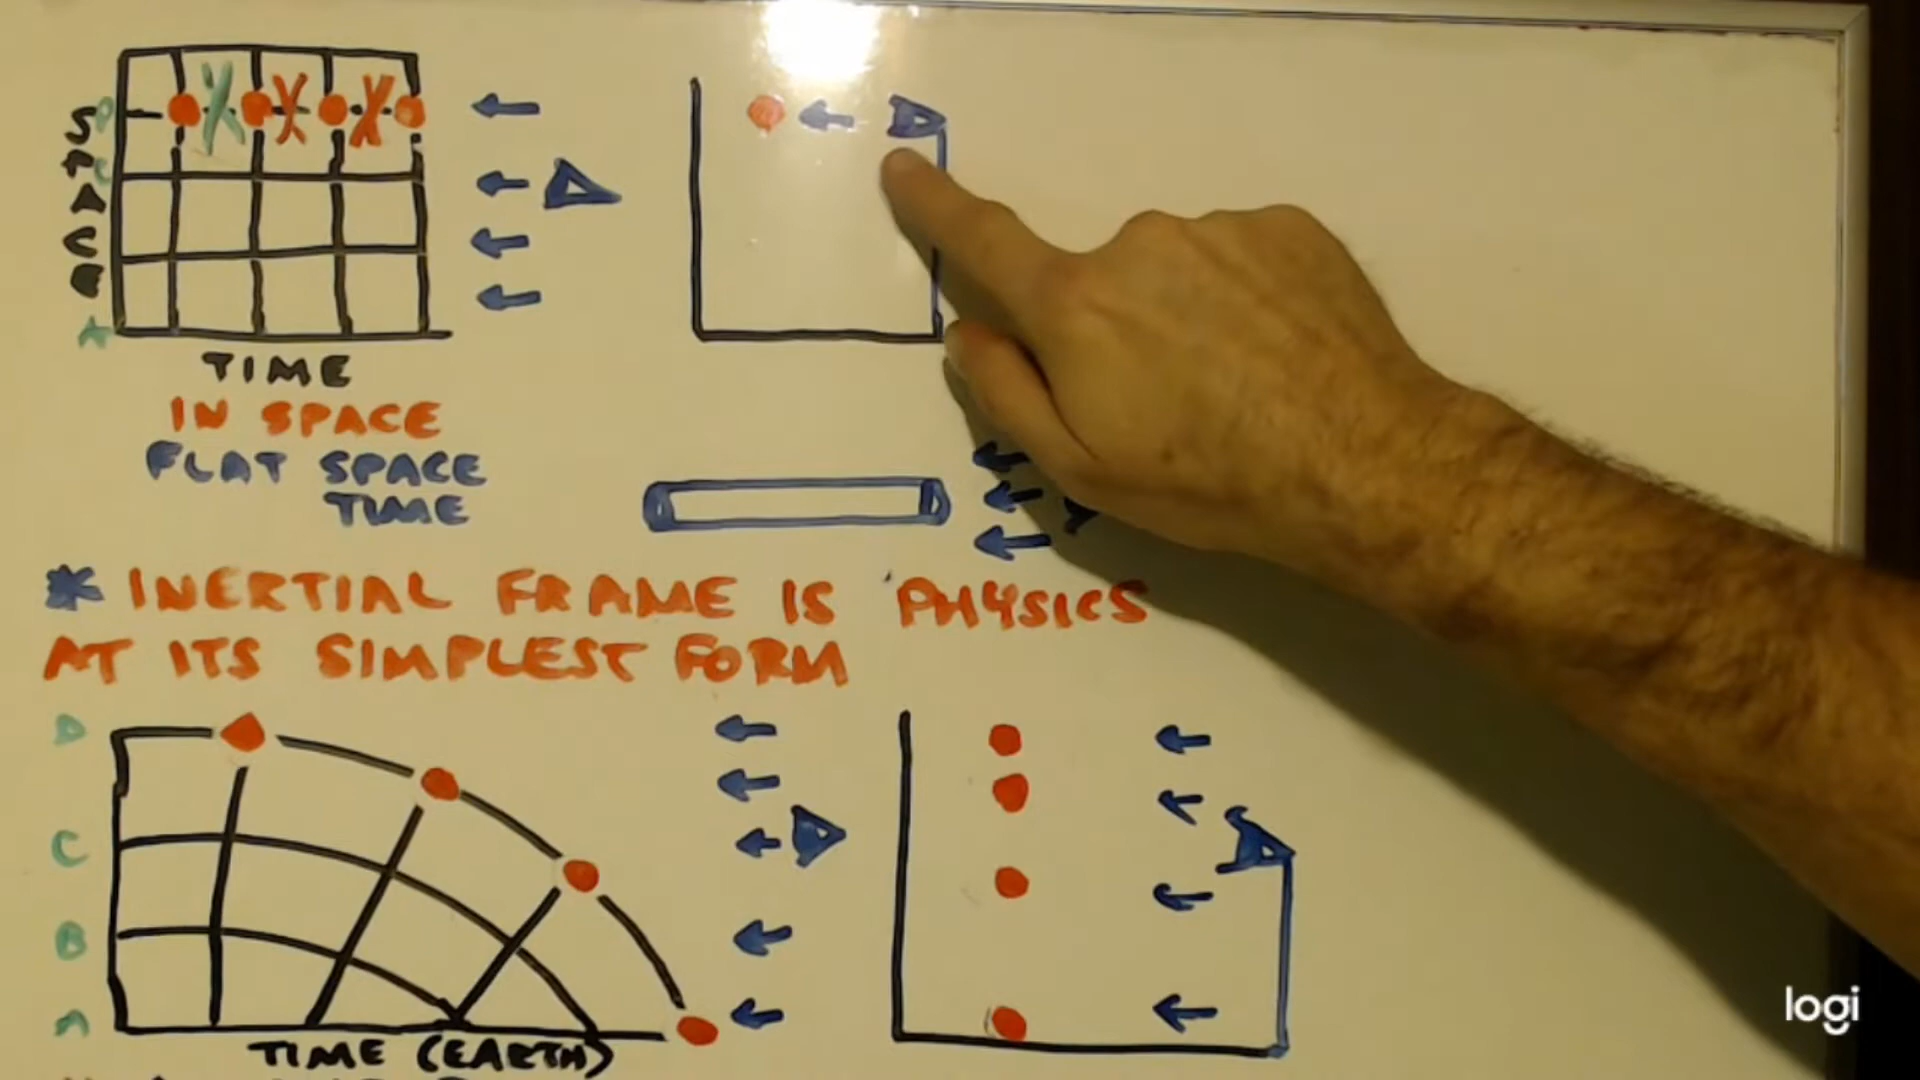 SPACE
D
C
A
TIME
IN SPACE
FLAT SPACE
TIME
* INERTIAL FRAME IS PHYSICS
AT ITS SIMPLEST FORM
D
C
B
A
TIME (EARTH)
logi